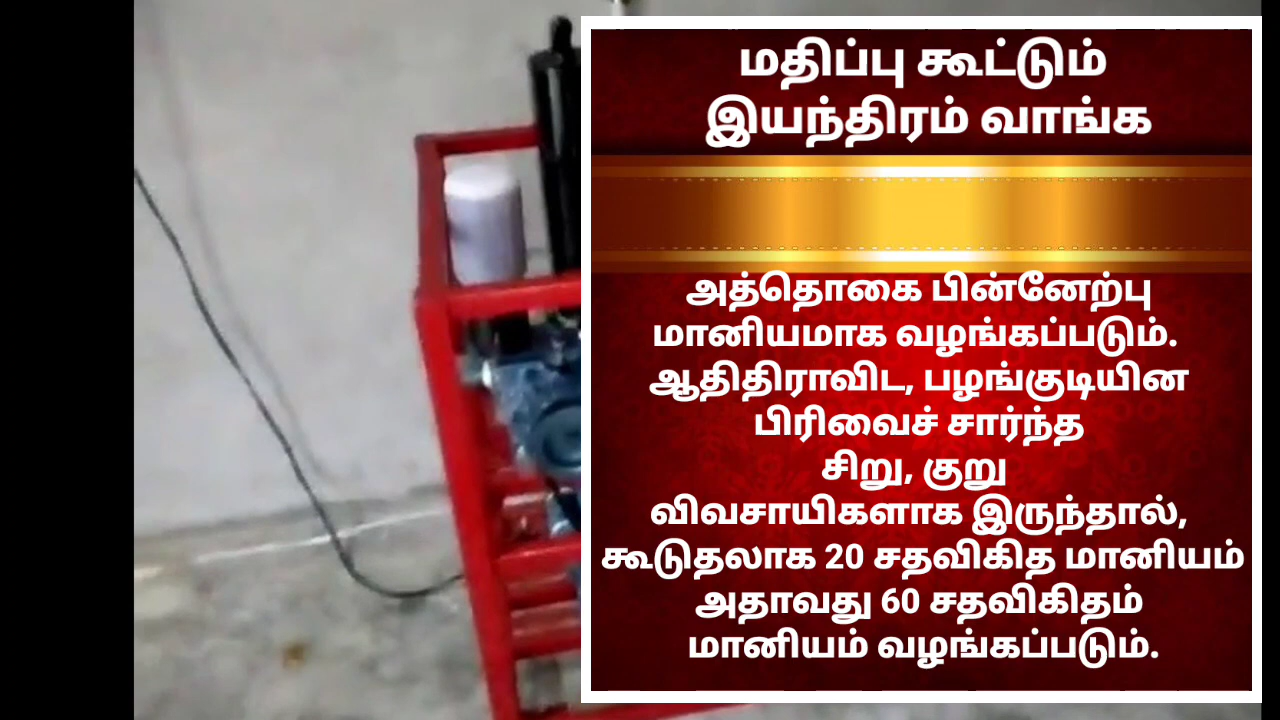 மதிப்பு கூட்டும்
இயந்திரம் வாங்க
அத்தொகை பின்னேற்பு
மானியமாக வழங்கப்படும்.
ஆதிதிராவிட, பழங்குடியின
பிரிவைச் சார்ந்த
சிறு, குறு
விவசாயிகளாக இருந்தால்,
கூடுதலாக 20 சதவிகித மானியம்
அதாவது 60 சதவிகிதம்
மானியம் வழங்கப்படும்.